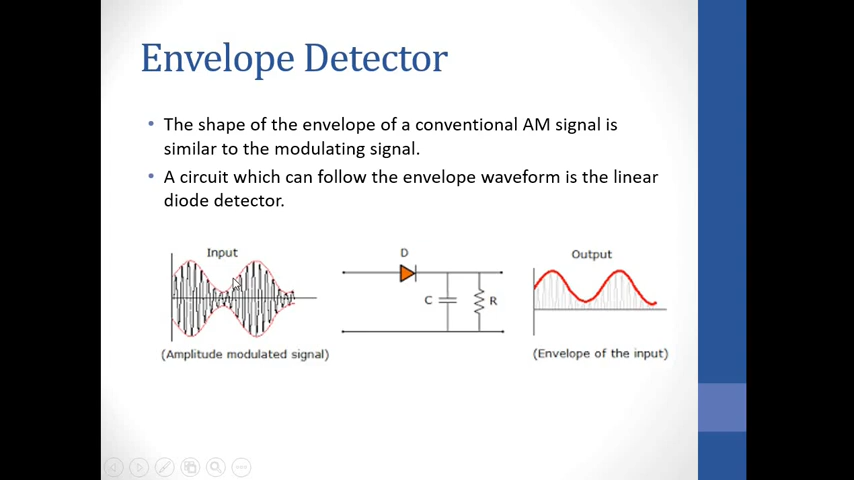 Envelope Detector
• The shape of the envelope of a conventional AM signal is
similar to the modulating signal.
• A circuit which can follow the envelope waveform is the linear
diode detector.
Input
D
Output
C
R
(Amplitude modulated signal)
(Envelope of the input)